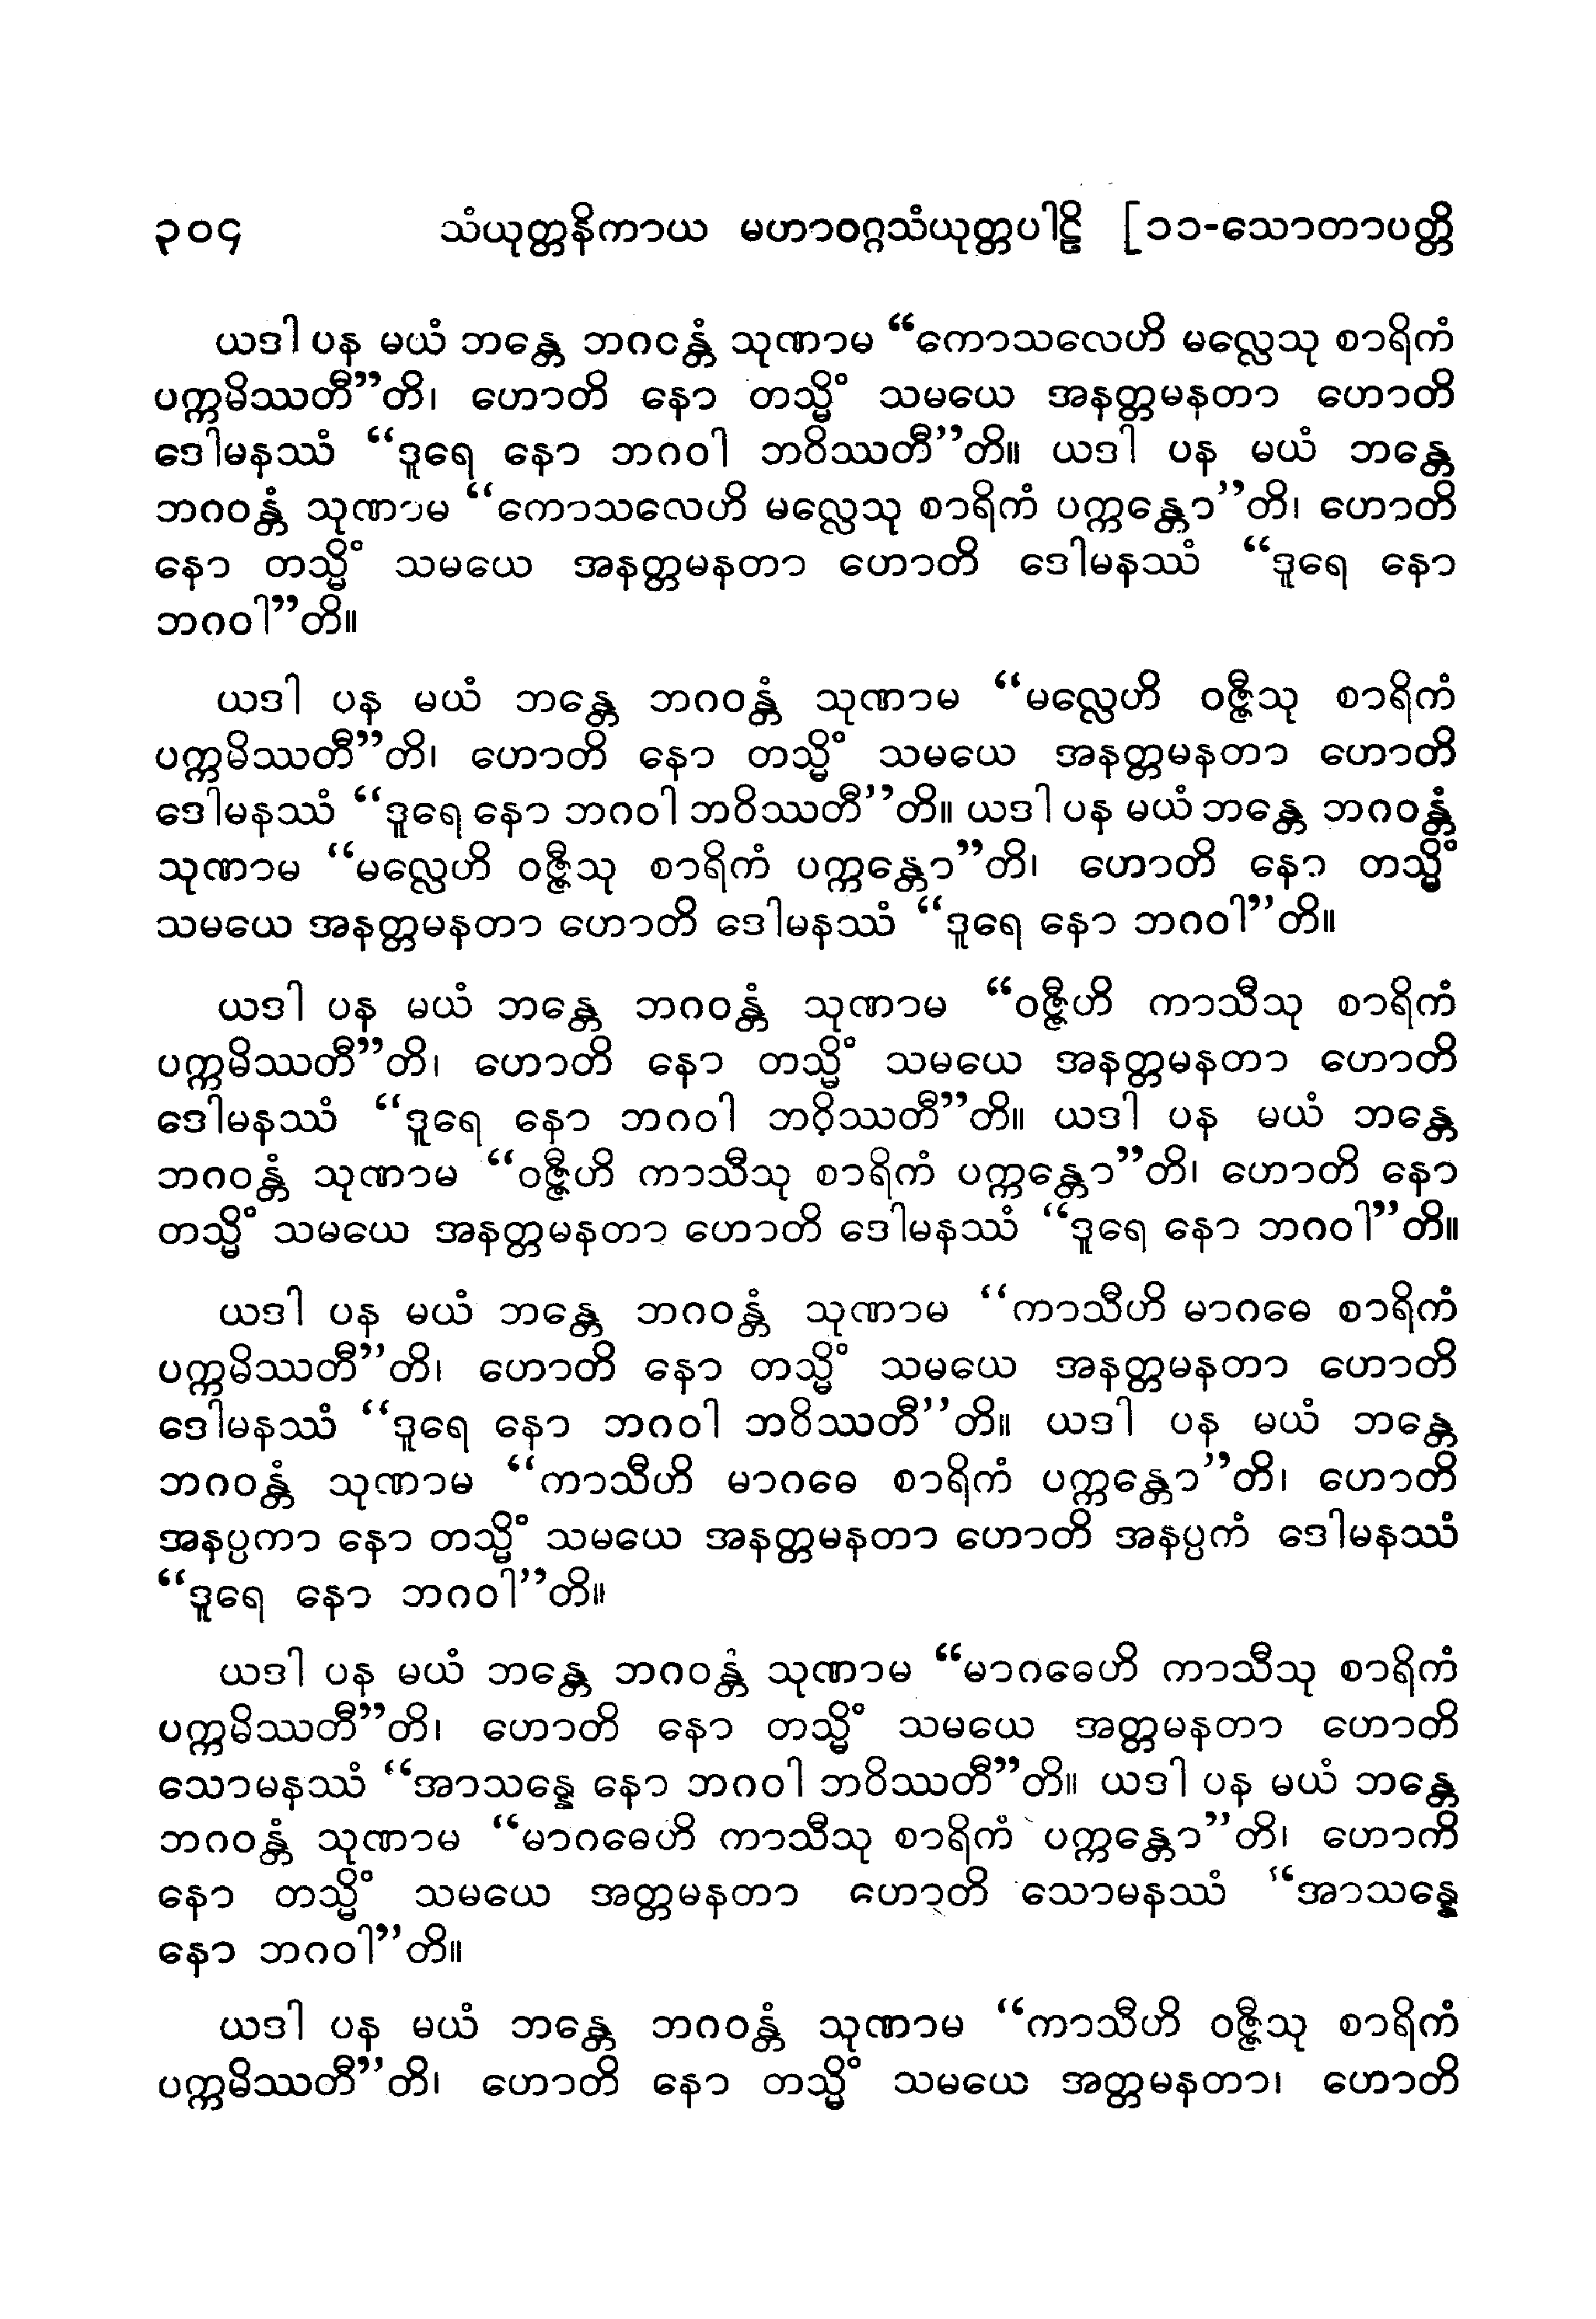 ၃၀၄ သံယုတ္တနိကာယ မဟာဝဂ္ဂသံယုတ္တပါဠိ [၁၁-သောတာပတ္တိ
ယဒါ ပန မယံ ဘန္တေ ဘဂဝန္တံ သုဏာမ “ကောသလေဟိ မလ္လေသု စာရိကံ
ပက္ကမိဿတီ”တိ၊ ဟောတိ နော တသ္မိံ သမယေ အနတ္တမနတာ ဟောတိ
ဒေါမနဿံ “ဒူရေ နော ဘဂဝါ ဘဝိဿတီ”တိ။ ယဒါ ပန မယံ ဘန္တေ
ဘဂဝန္တံ သုဏာမ “ကောသလေဟိ မလ္လေသု စာရိကံ ပက္ကန္တော”တိ၊ ဟောတိ
နော တသ္မိံ သမယေ အနတ္တမနတာ ဟောတိ ဒေါမနဿံ “ဒူရေ နော
ဘဂဝါ”တိ။
ယဒါ ပန မယံ ဘန္တေ ဘဂဝန္တံ သုဏာမ “မလ္လေဟိ ဝဇ္ဇီသု စာရိကံ
ပက္ကမိဿတီ”တိ၊ ဟောတိ နော တသ္မိံ သမယေ အနတ္တမနတာ ဟောတိ
ဒေါမနဿံ “ဒူရေ နော ဘဂဝါ ဘဝိဿတီ”တိ။ ယဒါ ပန မယံ ဘန္တေ ဘဂဝန္တံ
သုဏာမ “မလ္လေဟိ ဝဇ္ဇီသု စာရိကံ ပက္ကန္တော”တိ၊ ဟောတိ နော တသ္မိံ
သမယေ အနတ္တမနတာ ဟောတိ ဒေါမနဿံ “ဒူရေ နော ဘဂဝါ”တိ။
ယဒါ ပန မယံ ဘန္တေ ဘဂဝန္တံ သုဏာမ “ဝဇ္ဇီဟိ ကာသီသု စာရိကံ
ပက္ကမိဿတီ”တိ၊ ဟောတိ နော တသ္မိံ သမယေ အနတ္တမနတာ ဟောတိ
ဒေါမနဿံ “ဒူရေ နော ဘဂဝါ ဘဝိဿတီ”တိ။ ယဒါ ပန မယံ ဘန္တေ
ဘဂဝန္တံ သုဏာမ “ဝဇ္ဇီဟိ ကာသီသု စာရိကံ ပက္ကန္တော”တိ၊ ဟောတိ နော
တသ္မိံ သမယေ အနတ္တမနတာ ဟောတိ ဒေါမနဿံ “ဒူရေ နော ဘဂဝါ”တိ။
ယဒါ ပန မယံ ဘန္တေ ဘဂဝန္တံ သုဏာမ “ကာသီဟိ မာဂဓေ စာရိကံ
ပက္ကမိဿတီ”တိ၊ ဟောတိ နော တသ္မိံ သမယေ အနတ္တမနတာ ဟောတိ
ဒေါမနဿံ “ဒူရေ နော ဘဂဝါ ဘဝိဿတီ”တိ။ ယဒါ ပန မယံ ဘန္တေ
ဘဂဝန္တံ သုဏာမ “ကာသီဟိ မာဂဓေ စာရိကံ ပက္ကန္တော”တိ၊ ဟောတိ
အနပ္ပကာ နော တသ္မိံ သမယေ အနတ္တမနတာ ဟောတိ အနပ္ပကံ ဒေါမနဿံ
“ဒူရေ နော ဘဂဝါ”တိ။
ယဒါ ပန မယံ ဘန္တေ ဘဂဝန္တံ သုဏာမ “မာဂဓေဟိ ကာသီသု စာရိကံ
ပက္ကမိဿတီ”တိ၊ ဟောတိ နော တသ္မိံ သမယေ အတ္တမနတာ ဟောတိ
သောမနဿံ “အာသန္နေ နော ဘဂဝါ ဘဝိဿတီ”တိ။ ယဒါ ပန မယံ ဘန္တေ
ဘဂဝန္တံ သုဏာမ “မာဂဓေဟိ ကာသီသု စာရိကံ ပက္ကန္တော”တိ၊ ဟောတိ
နော တသ္မိံ သမယေ အတ္တမနတာ ဟောတိ သောမနဿံ “အာသန္နေ
နော ဘဂဝါ”တိ။
ယဒါ ပန မယံ ဘန္တေ ဘဂဝန္တံ သုဏာမ “ကာသီဟိ ဝဇ္ဇီသု စာရိကံ
ပက္ကမိဿတီ”တိ၊ ဟောတိ နော တသ္မိံ သမယေ အတ္တမနတာ၊ ဟောတိ